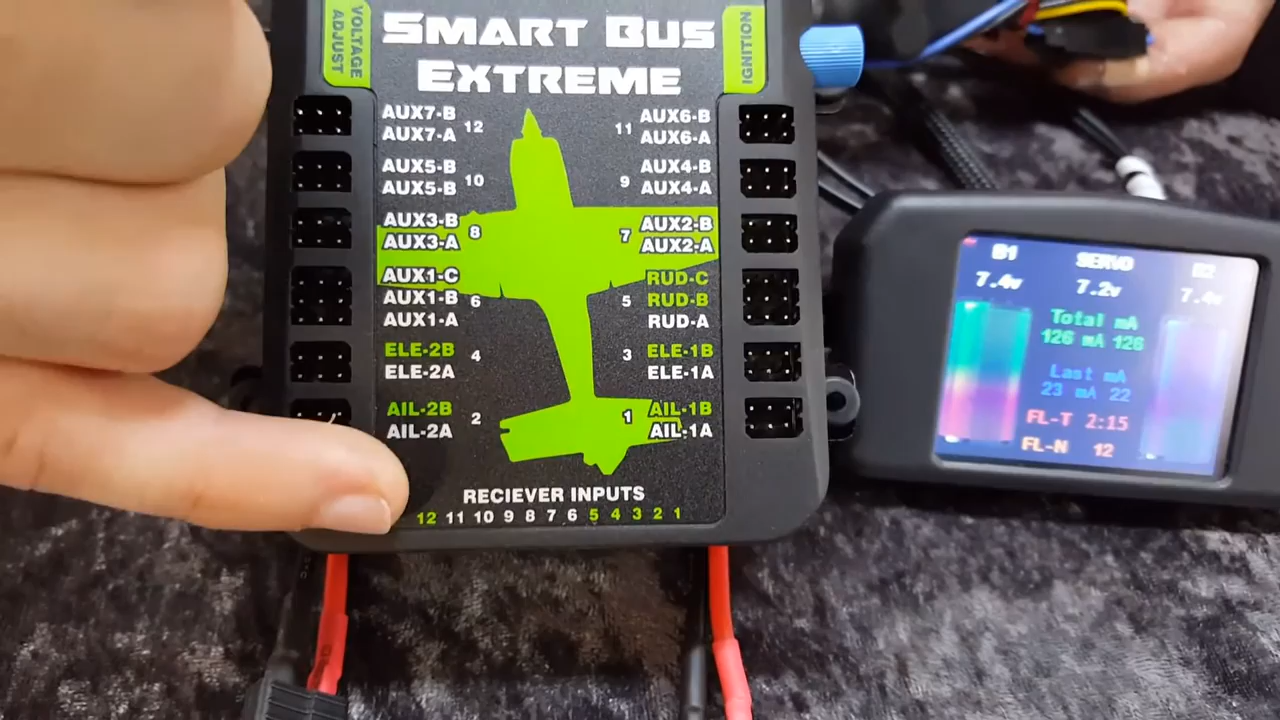 VOLTAGE
ADJUST
SMART BUS
EXTREME
IGNITION
AUX7-B
AUX7-A
12
11
AUX6-B
AUX6-A
AUX5-B
AUX5-B
10
9
AUX4-B
AUX4-A
AUX3-B
AUX3-A
8
7
AUX2-B
AUX2-A
AUX1-C
AUX1-B
AUX1-A
6
5
RUD-C
RUD-B
RUD-A
ELE-2B
ELE-2A
4
3
ELE-1B
ELE-1A
AIL-2B
AIL-2A
2
1
AIL-1B
AIL-1A
RECIEVER INPUTS
12 11 10 9 8 7 6 5 4 3 2 1
B1 SERVO B2
7.4v 7.2v 7.4v
Total mA
126 mA 126
Last mA
23 mA 22
FL-T 2:15
FL-N 12